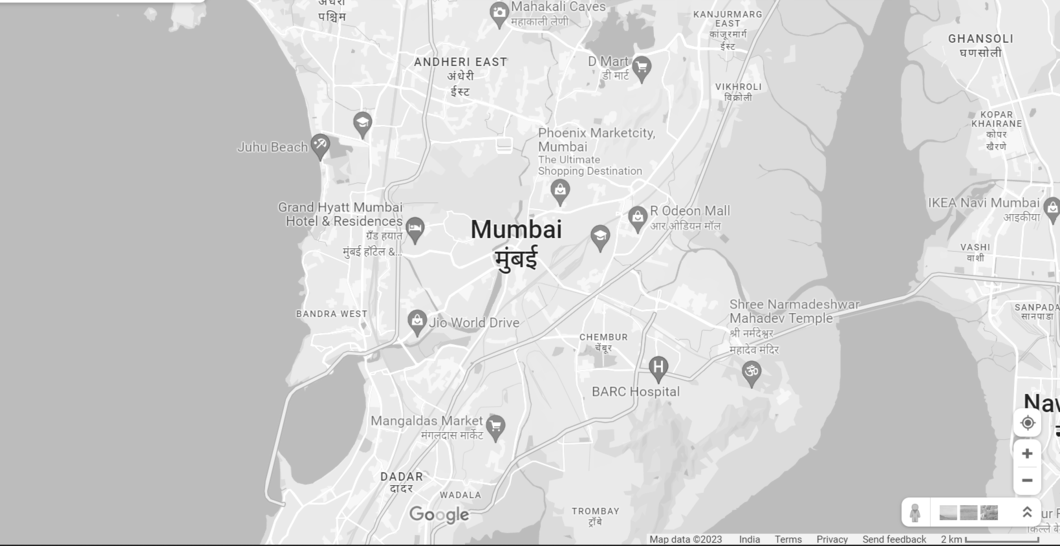 अंधेरी
पश्चिम
Mahakali Caves
महाकाली लेणी
KANJURMARG
EAST
कांजूरमार्ग
ईस्ट
GHANSOLI
घणसोली
ANDHERI EAST
अंधेरी
ईस्ट
D Mart
डी मार्ट
VIKHROLI
विक्रोली
KOPAR
KHAIRANE
कोपर
खैरणे
Juhu Beach
Phoenix Marketcity,
Mumbai
The Ultimate
Shopping Destination
Grand Hyatt Mumbai
Hotel & Residences
ग्रँड हयात
मुंबई हॉटेल &...
Mumbai
मुंबई
R Odeon Mall
आर ओडियन मॉल
IKEA Navi Mumbai
आइकीया
VASHI
वाशी
BANDRA WEST
Jio World Drive
Shree Narmadeshwar
Mahadev Temple
श्री नर्मदेश्वर
महादेव मंदिर
SANPADA
सानपाडा
CHEMBUR
चेंबूर
BARC Hospital
Mangaldas Market
मंगलदास मार्केट
Nav
DADAR
दादर
WADALA
Google
TROMBAY
ट्रॉंबे
Map data ©2023 India Terms Privacy Send feedback 2 km